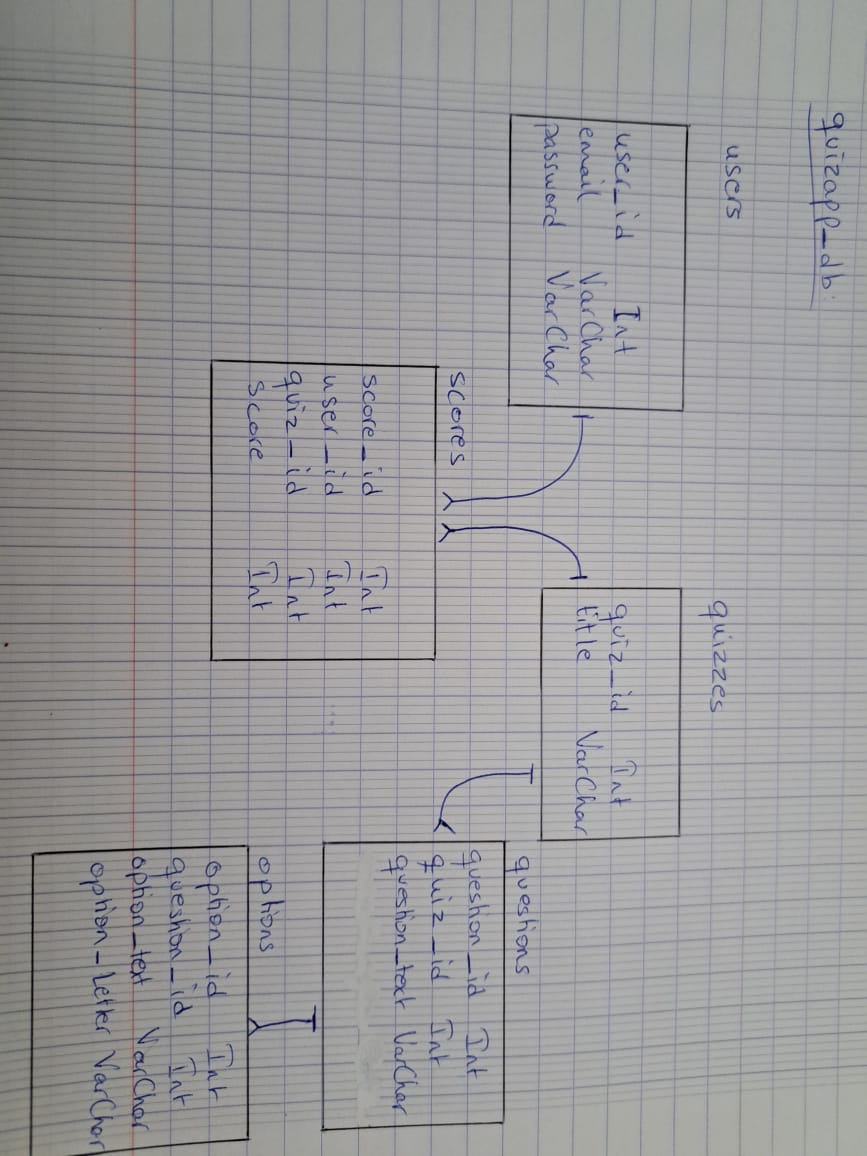 quizapp_db:
users
user_id Int
email VarChar
password VarChar
quizzes
quiz_id Int
title VarChar
scores
score_id Int
user_id Int
quiz_id Int
score Int
questions
question_id Int
quiz_id Int
question_text VarChar
options
option_id Int
question_id Int
option_text VarChar
option_Letter VarChar